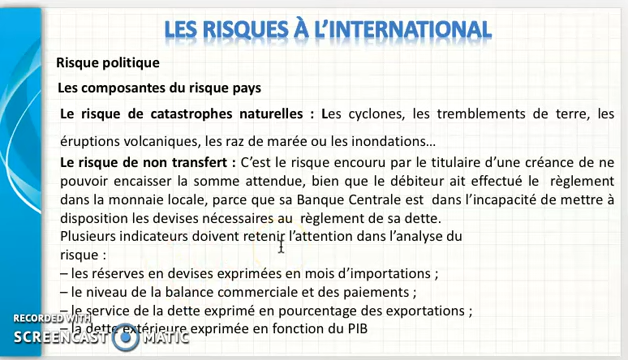 LES RISQUES À L'INTERNATIONAL
Risque politique
Les composantes du risque pays
Le risque de catastrophes naturelles : Les cyclones, les tremblements de terre, les
éruptions volcaniques, les raz de marée ou les inondations…
Le risque de non transfert : C'est le risque encouru par le titulaire d'une créance de ne
pouvoir encaisser la somme attendue, bien que le débiteur ait effectué le règlement
dans la monnaie locale, parce que sa Banque Centrale est dans l'incapacité de mettre à
disposition les devises nécessaires au règlement de sa dette.
Plusieurs indicateurs doivent retenir l'attention dans l'analyse du
risque :
– les réserves en devises exprimées en mois d'importations ;
– le niveau de la balance commerciale et des paiements ;
– le service de la dette exprimé en pourcentage des exportations ;
– la dette extérieure exprimée en fonction du PIB
RECORDED WITH
SCREENCAST MATIC